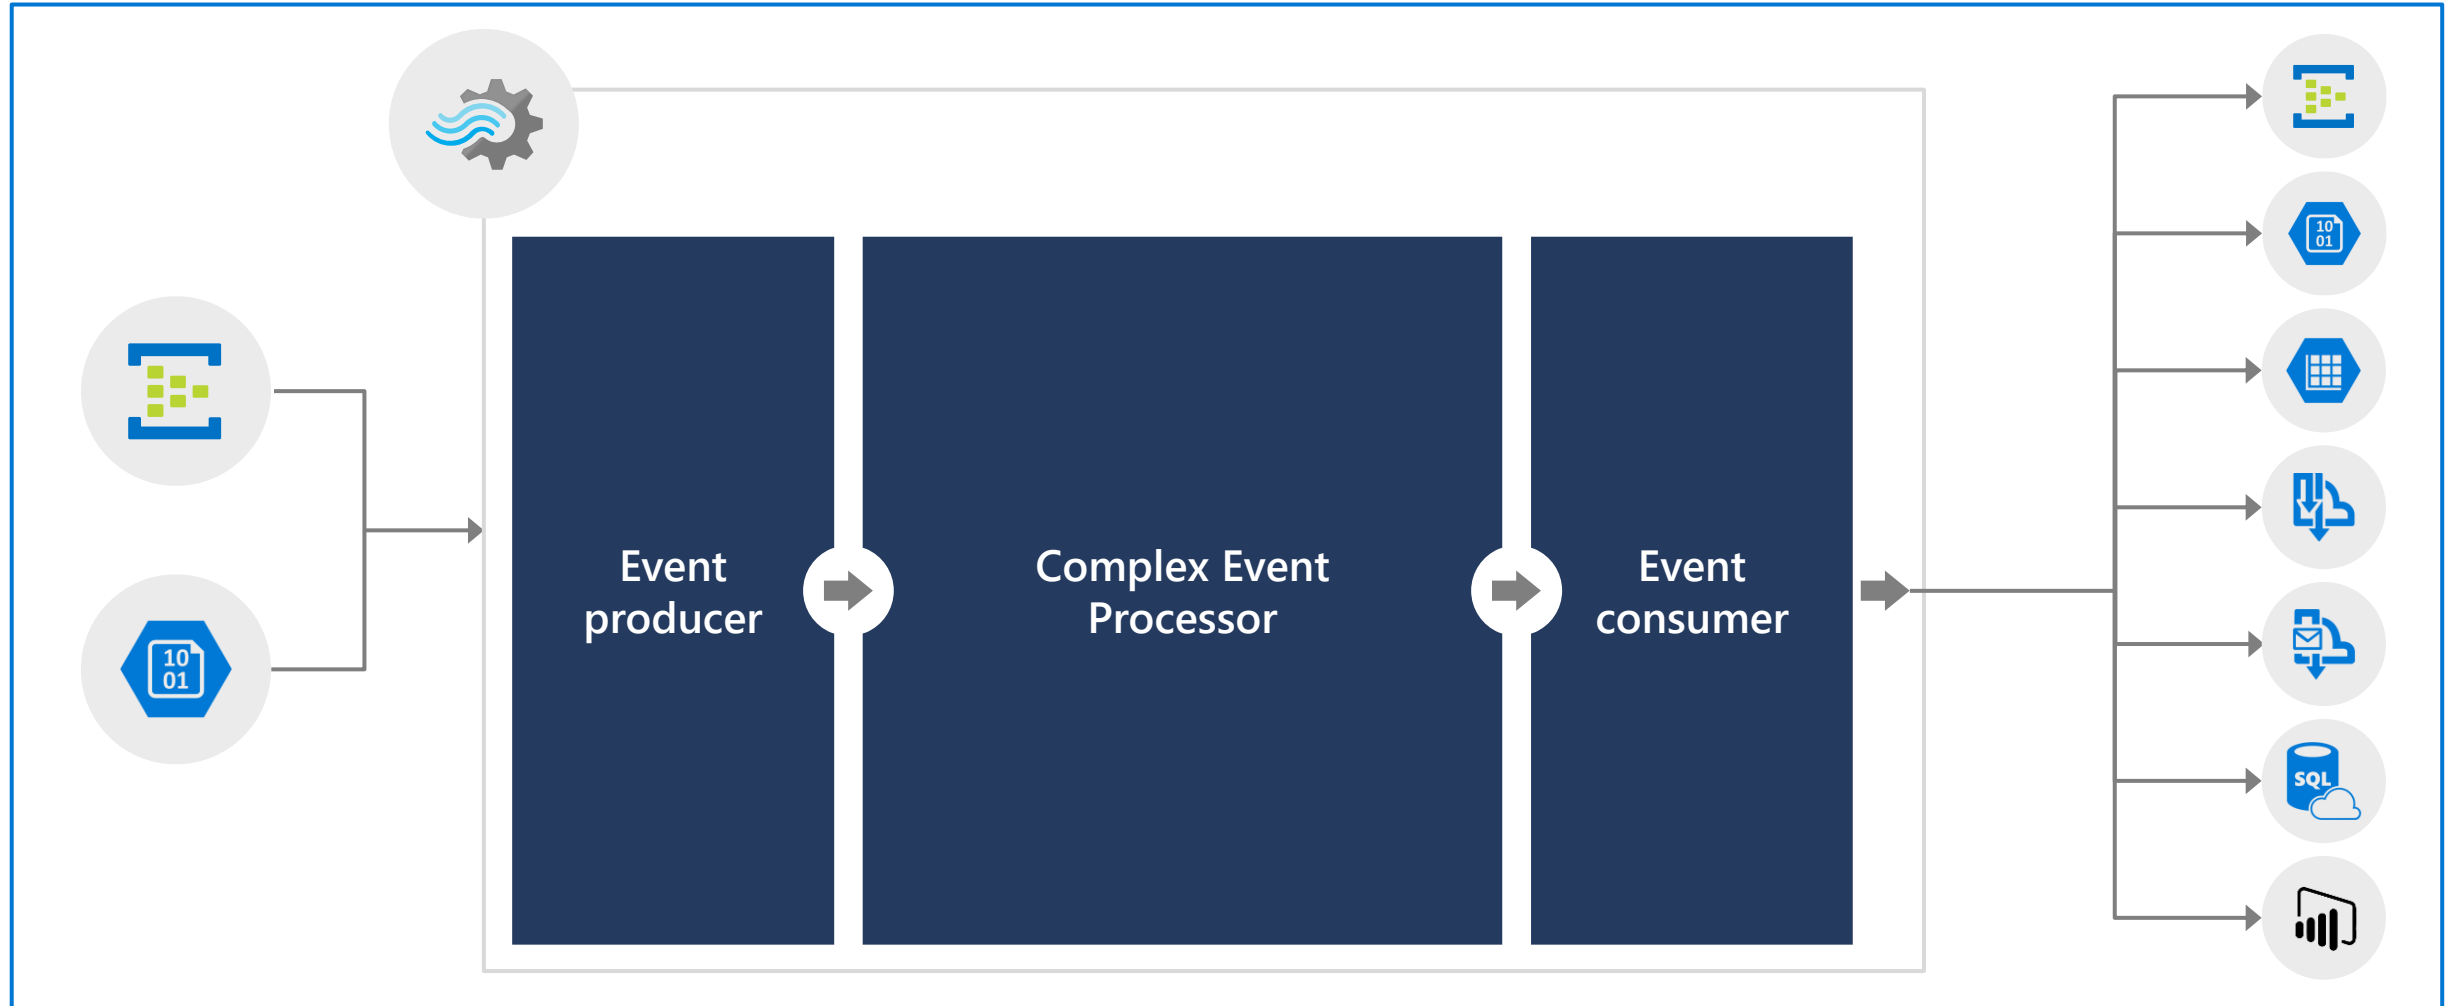 Event
producer
Complex Event
Processor
Event
consumer
10
01
10
01
SQL